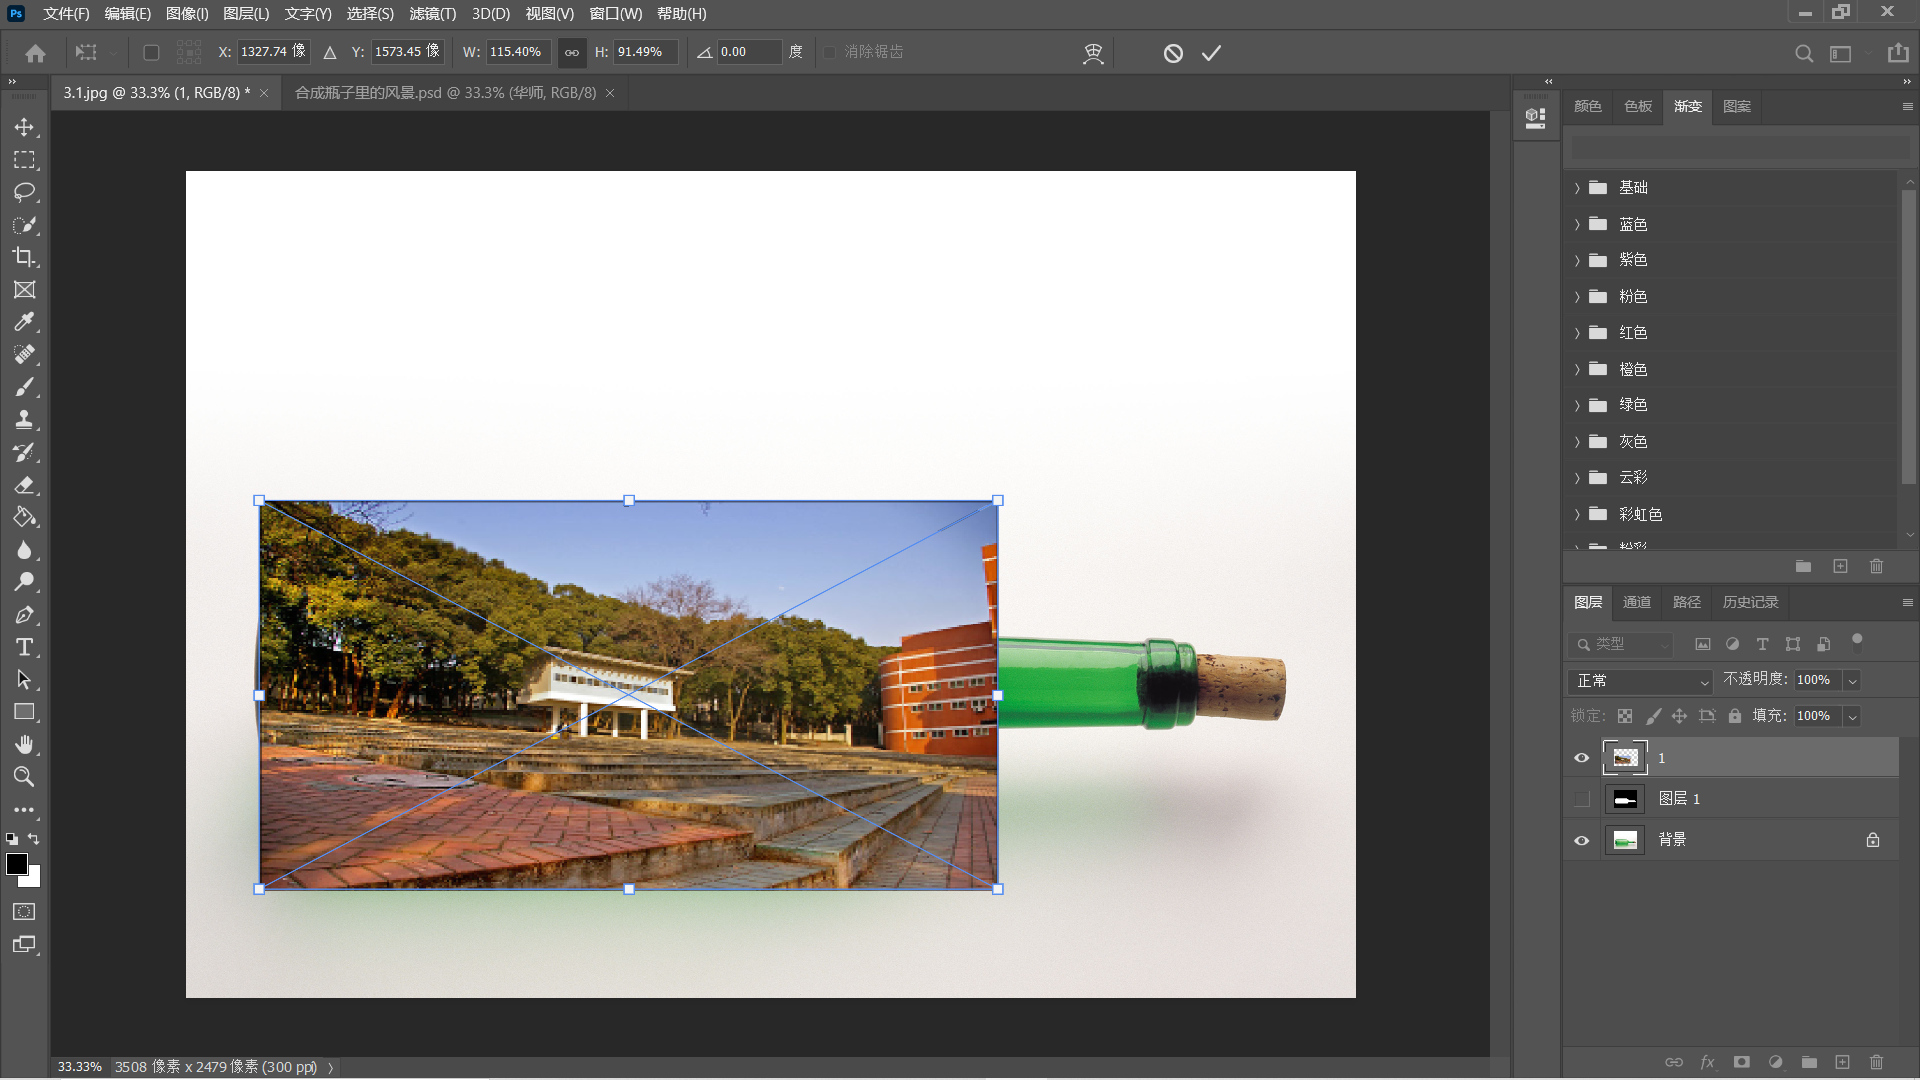 Ps 文件(F) 编辑(E) 图像(I) 图层(L) 文字(Y) 选择(S) 滤镜(T) 3D(D) 视图(V) 窗口(W) 帮助(H)
X: 1327.74 像 Y: 1573.45 像 W: 115.40% H: 91.49% 0.00 度 消除锯齿
3.1.jpg @ 33.3% (1, RGB/8) * × 合成瓶子里的风景.psd @ 33.3% (华师, RGB/8) ×
颜色 色板 渐变 图案
基础
蓝色
紫色
粉色
红色
橙色
绿色
灰色
云彩
彩虹色
粉彩
图层 通道 路径 历史记录
类型
正常 不透明度: 100%
锁定: 填充: 100%
1
图层 1
背景
33.33% 3508 像素 x 2479 像素 (300 ppi)
fx